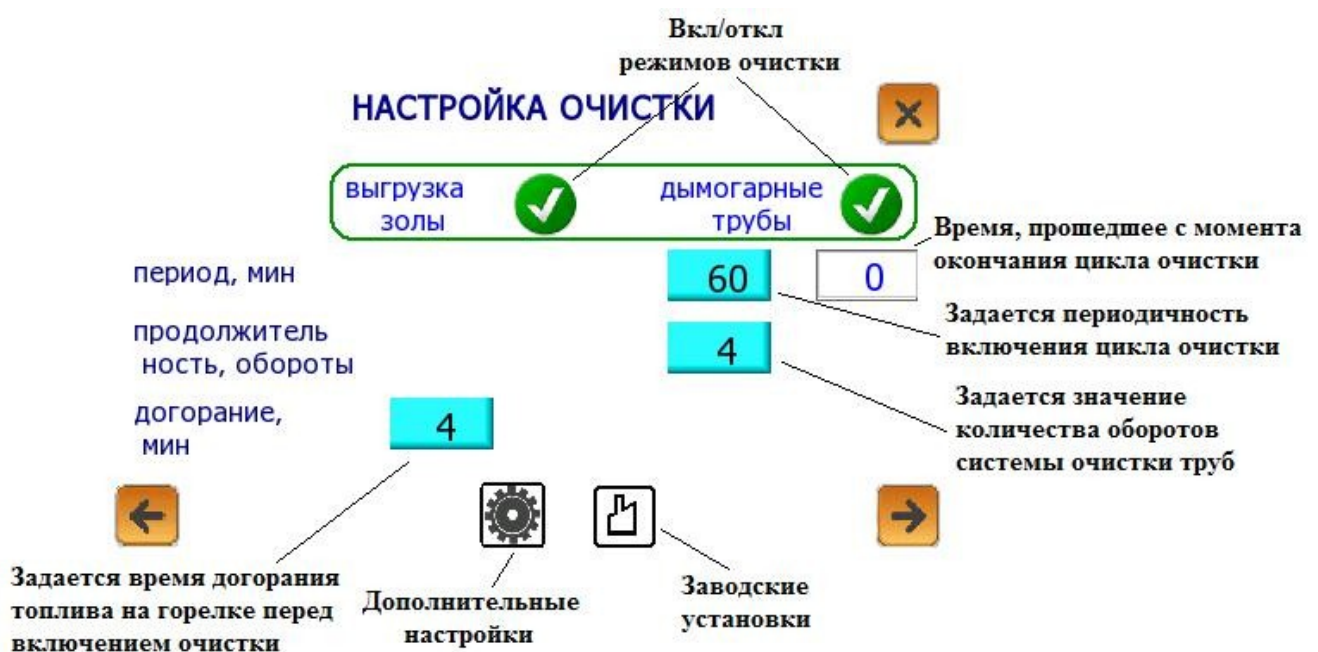 Вкл/откл
режимов очистки
НАСТРОЙКА ОЧИСТКИ
выгрузка
золы
дымогарные
трубы
Время, прошедшее с момента
окончания цикла очистки
период, мин
60
0
Задается периодичность
включения цикла очистки
продолжитель
ность, обороты
4
Задается значение
количества оборотов
системы очистки труб
догорание,
мин
4
Задается время догорания
топлива на горелке перед
включением очистки
Дополнительные
настройки
Заводские
установки